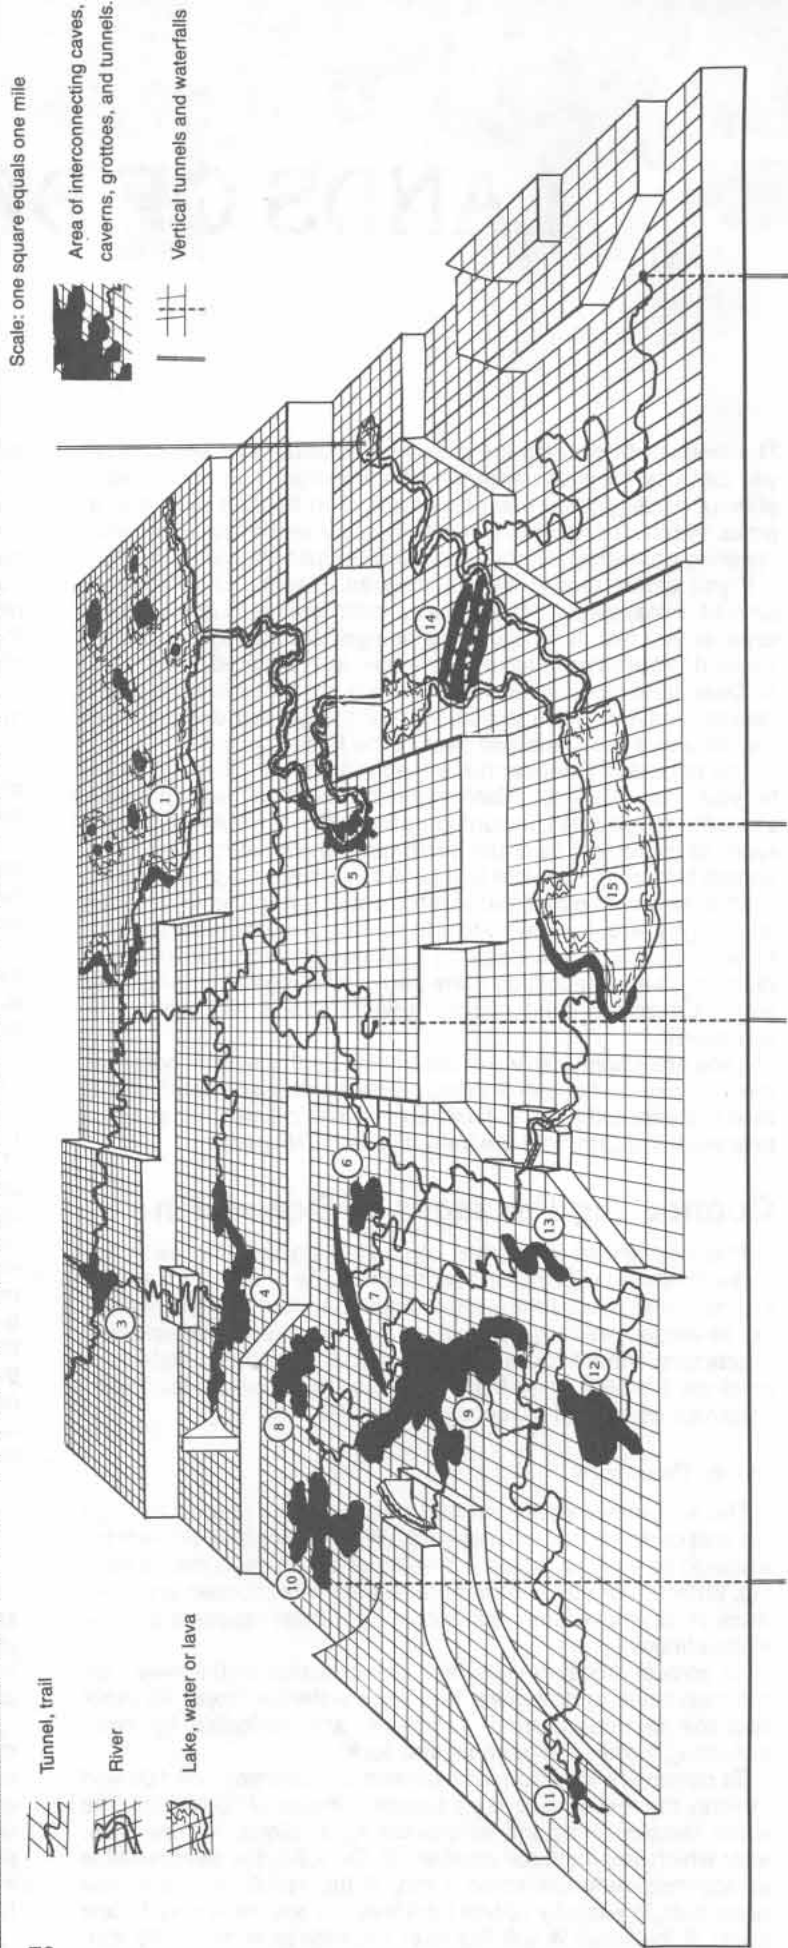 Tunnel, trail
River
Lake, water or lava
Scale: one square equals one mile
Area of interconnecting caves,
caverns, grottoes, and tunnels.
Vertical tunnels and waterfalls
1
3
4
5
6
7
8
9
10
11
12
13
14
15